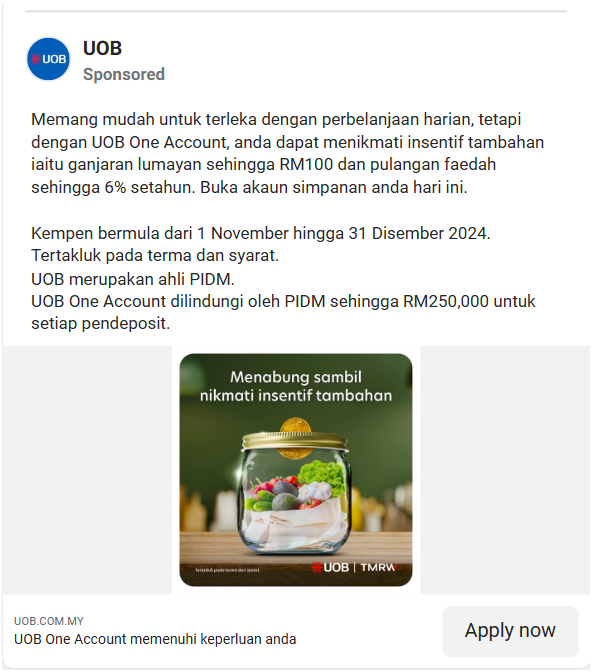 UOB
UOB
Sponsored
Memang mudah untuk terleka dengan perbelanjaan harian, tetapi
dengan UOB One Account, anda dapat menikmati insentif tambahan
iaitu ganjaran lumayan sehingga RM100 dan pulangan faedah
sehingga 6% setahun. Buka akaun simpanan anda hari ini.
Kempen bermula dari 1 November hingga 31 Disember 2024.
Tertakluk pada terma dan syarat.
UOB merupakan ahli PIDM.
UOB One Account dilindungi oleh PIDM sehingga RM250,000 untuk
setiap pendeposit.
Menabung sambil
nikmati insentif tambahan
Tertakluk pada terma dan syarat.
UOB | TMRW
UOB.COM.MY
UOB One Account memenuhi keperluan anda
Apply now